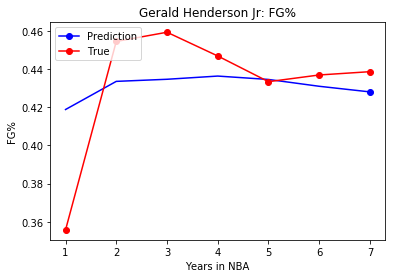 Gerald Henderson Jr: FG%
0.46
0.44
0.42
0.40
0.38
0.36
FG%
Prediction
True
1 2 3 4 5 6 7
Years in NBA